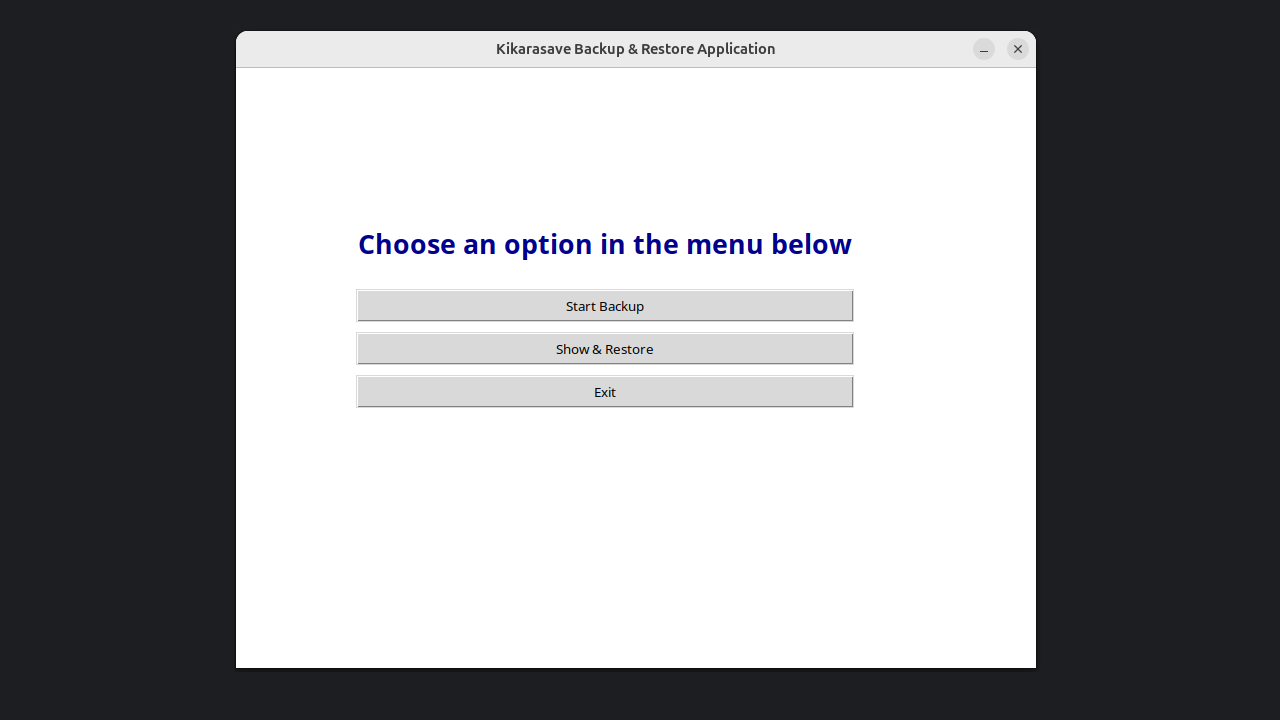 Kikarasave Backup & Restore Application
Choose an option in the menu below
Start Backup
Show & Restore
Exit